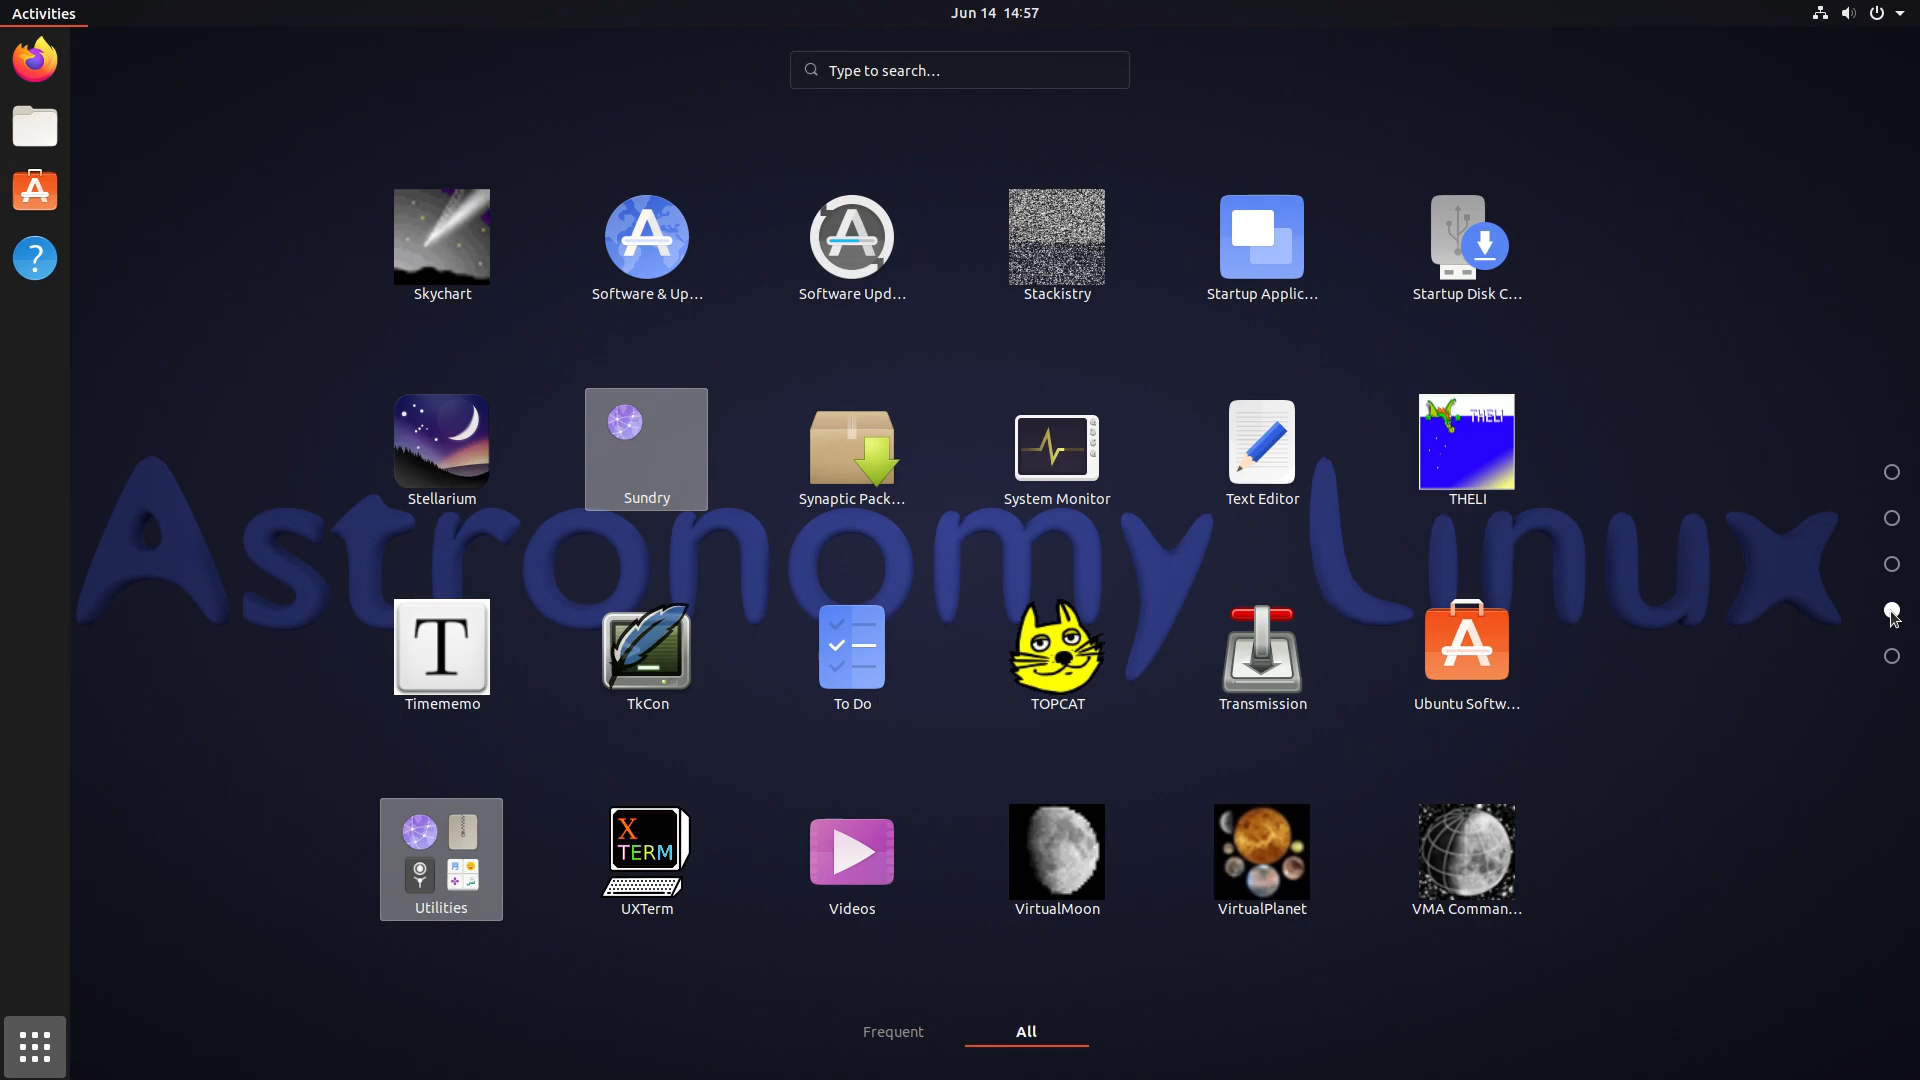 Activities
Jun 14 14:57
Type to search...
Skychart
Software & Up...
Software Upd...
Stackistry
Startup Applic...
Startup Disk C...
THELI
Stellarium
Sundry
Synaptic Pack...
System Monitor
Text Editor
THELI
Astronomy Linux
T
Timememo
TkCon
To Do
TOPCAT
Transmission
Ubuntu Softw...
X
TERM
Utilities
UXTerm
Videos
VirtualMoon
VirtualPlanet
VMA Comman...
Frequent
All